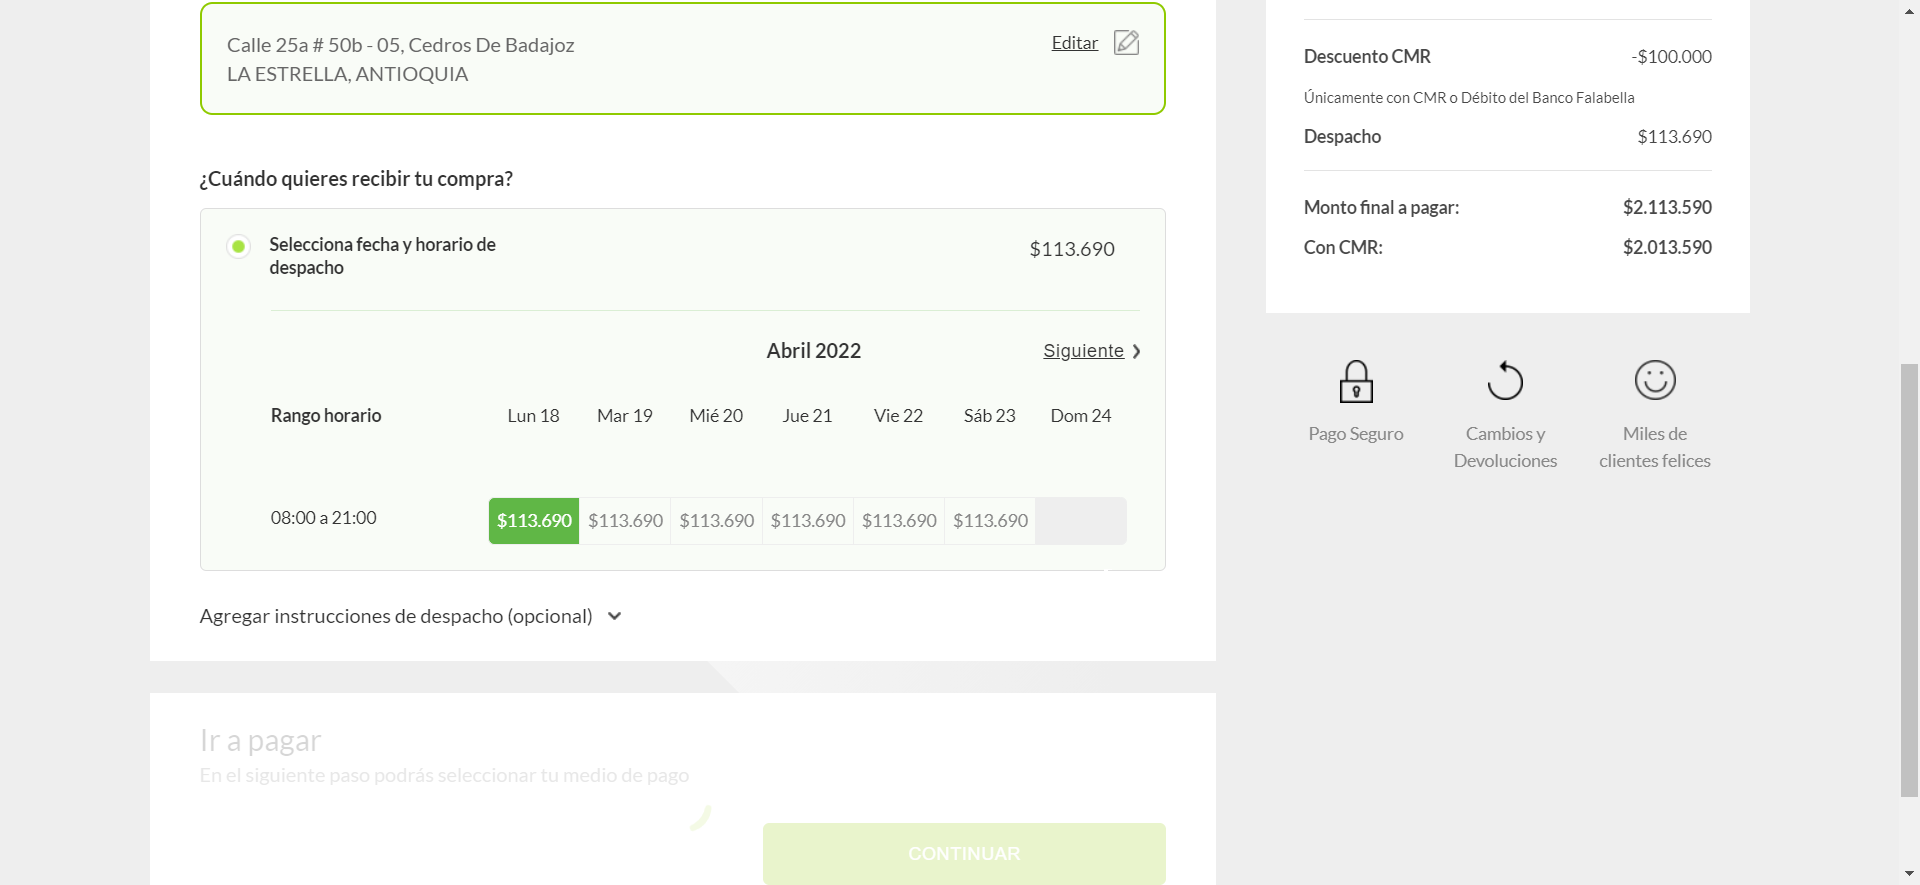 Calle 25a # 50b - 05, Cedros De Badajoz
LA ESTRELLA, ANTIOQUIA
Editar
¿Cuándo quieres recibir tu compra?
Selecciona fecha y horario de
despacho
$113.690
Abril 2022
Siguiente
Rango horario Lun 18 Mar 19 Mié 20 Jue 21 Vie 22 Sáb 23 Dom 24
08:00 a 21:00 $113.690 $113.690 $113.690 $113.690 $113.690 $113.690
Agregar instrucciones de despacho (opcional)
Ir a pagar
En el siguiente paso podrás seleccionar tu medio de pago
CONTINUAR
Descuento CMR -$100.000
Únicamente con CMR o Débito del Banco Falabella
Despacho $113.690
Monto final a pagar: $2.113.590
Con CMR: $2.013.590
Pago Seguro
Cambios y
Devoluciones
Miles de
clientes felices